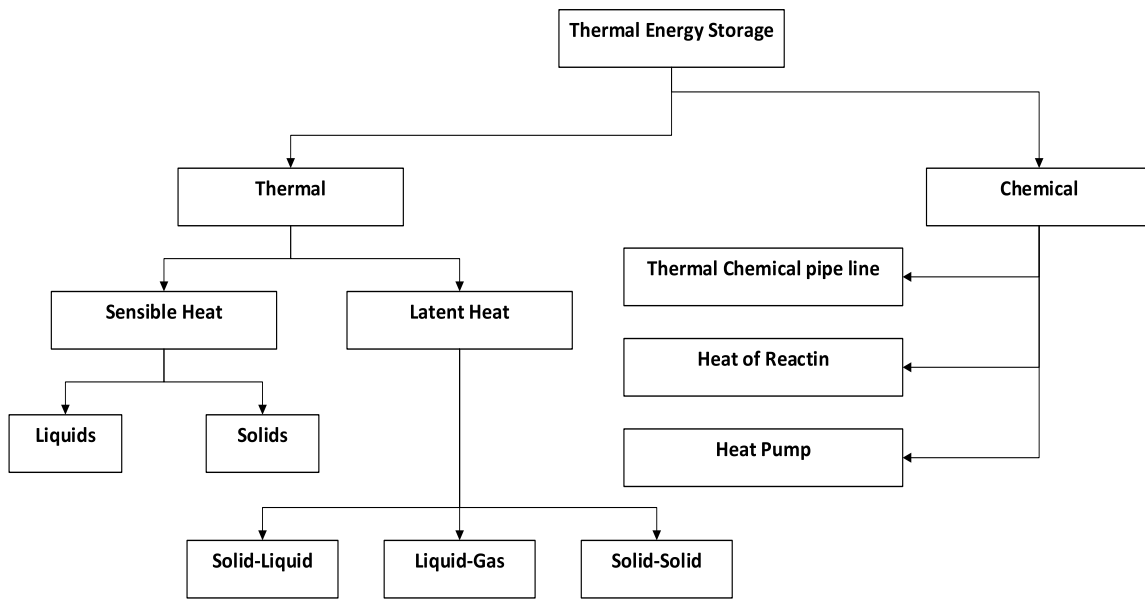 Thermal Energy Storage
Thermal
Chemical
Thermal Chemical pipe line
Sensible Heat
Latent Heat
Heat of Reactin
Liquids
Solids
Heat Pump
Solid-Liquid
Liquid-Gas
Solid-Solid